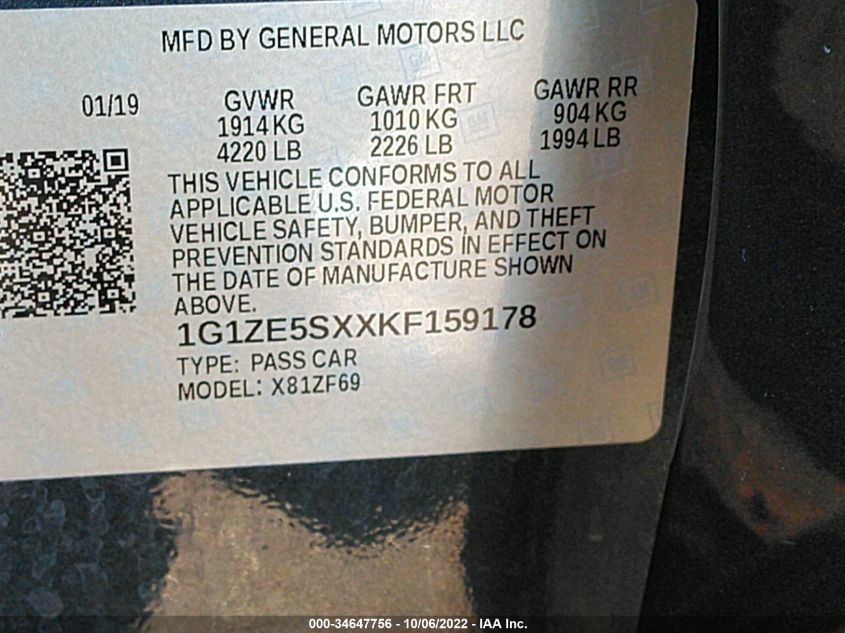 MFD BY GENERAL MOTORS LLC
01/19 GVWR GAWR FRT GAWR RR
1914 KG 1010 KG 904 KG
4220 LB 2226 LB 1994 LB
THIS VEHICLE CONFORMS TO ALL
APPLICABLE U.S. FEDERAL MOTOR
VEHICLE SAFETY, BUMPER, AND THEFT
PREVENTION STANDARDS IN EFFECT ON
THE DATE OF MANUFACTURE SHOWN
ABOVE.
1G1ZE5SXXKF159178
TYPE: PASS CAR
MODEL: X81ZF69
000-34647756 - 10/06/2022 - IAA Inc.